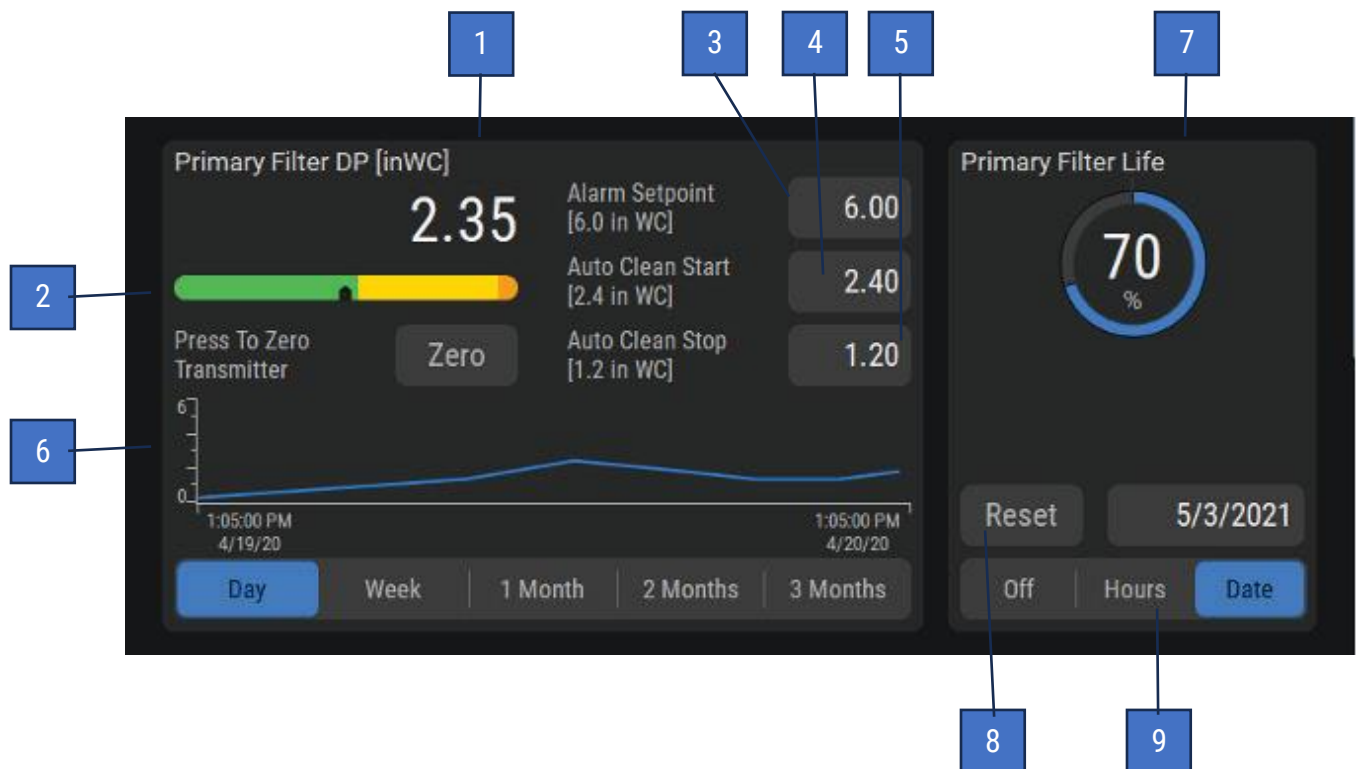 1
3
4
5
7
Primary Filter DP [inWC]
2.35
Alarm Setpoint
[6.0 in WC]
6.00
2
Auto Clean Start
[2.4 in WC]
2.40
Press To Zero
Transmitter
Zero
Auto Clean Stop
[1.2 in WC]
1.20
6
6
0
1:05:00 PM
4/19/20
1:05:00 PM
4/20/20
Day
Week
1 Month
2 Months
3 Months
Primary Filter Life
70
%
Reset
5/3/2021
Off
Hours
Date
8
9